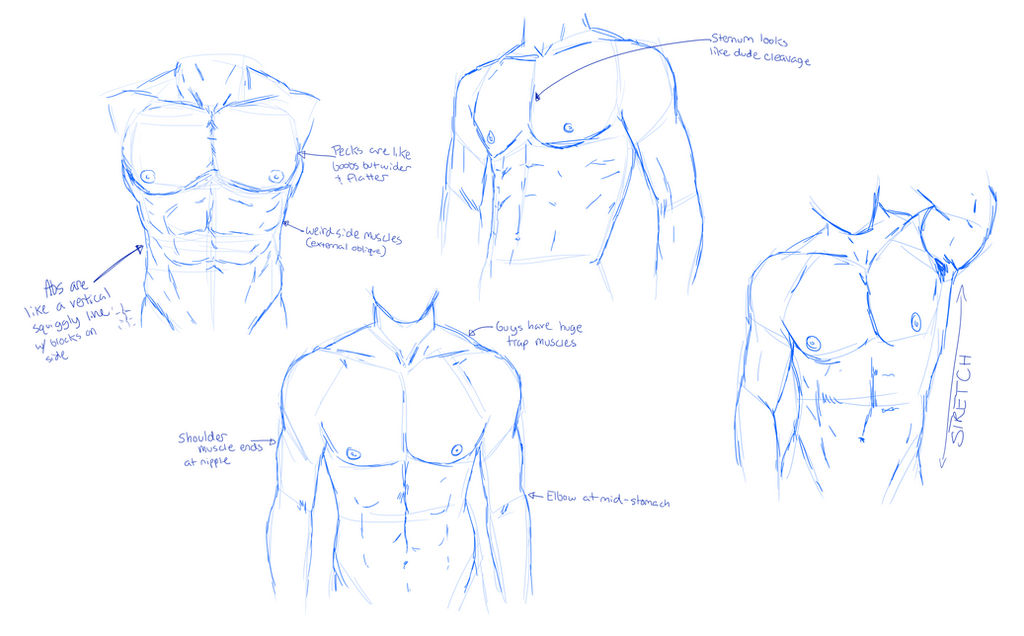 Sternum looks
like dude cleavage
Pecks are like
boobs but wider
& flatter
weird side muscles
(external oblique)
Abs are
like a vertical
squiggly line
w/ blocks on
side
Guys have huge
trap muscles
Shoulder
muscle ends
at nipple
Elbow at mid-stomach
STRETCH